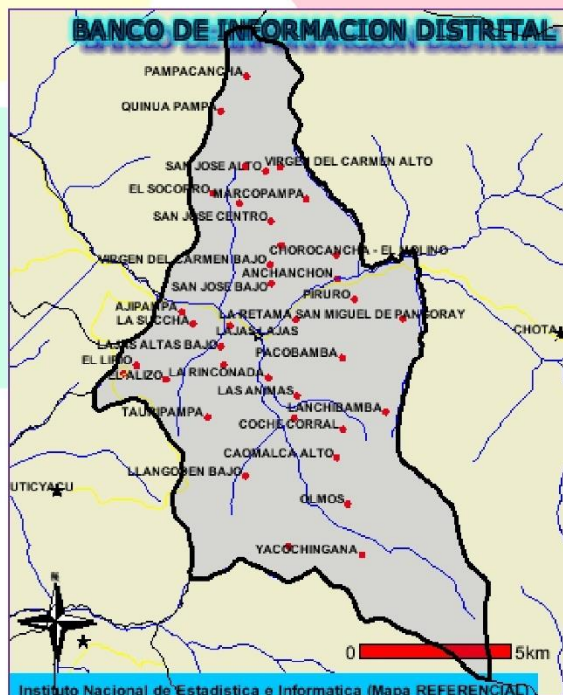 BANCO DE INFORMACION DISTRITAL
PAMPACANCHA
QUINUA PAMPA
SAN JOSE ALTO
VIRGEN DEL CARMEN ALTO
EL SOCORRO
MARCOPAMPA
SAN JOSE CENTRO
CHOROCANCHA - EL MOLINO
VIRGEN DEL CARMEN BAJO
ANCHANCHON
SAN JOSE BAJO
PIRURO
AJIPAMPA
LA RETAMA
SAN MIGUEL DE PANGORAY
LA SUCCHA
LAJAS
LAJAS
CHOTA
LAJAS ALTAS BAJO
PACOBAMBA
EL LIRIO
EL ALIZO
LA RINCONADA
LAS ANIMAS
TAURIPAMPA
LANCHIBAMBA
COCHE CORRAL
CAOMALCA ALTO
LLANGODEN BAJO
UTICYACU
OLMOS
YACOCHINGANA
N
0
5km
Instituto Nacional de Estadistica e Informatica (Mapa REFERENCIAL)